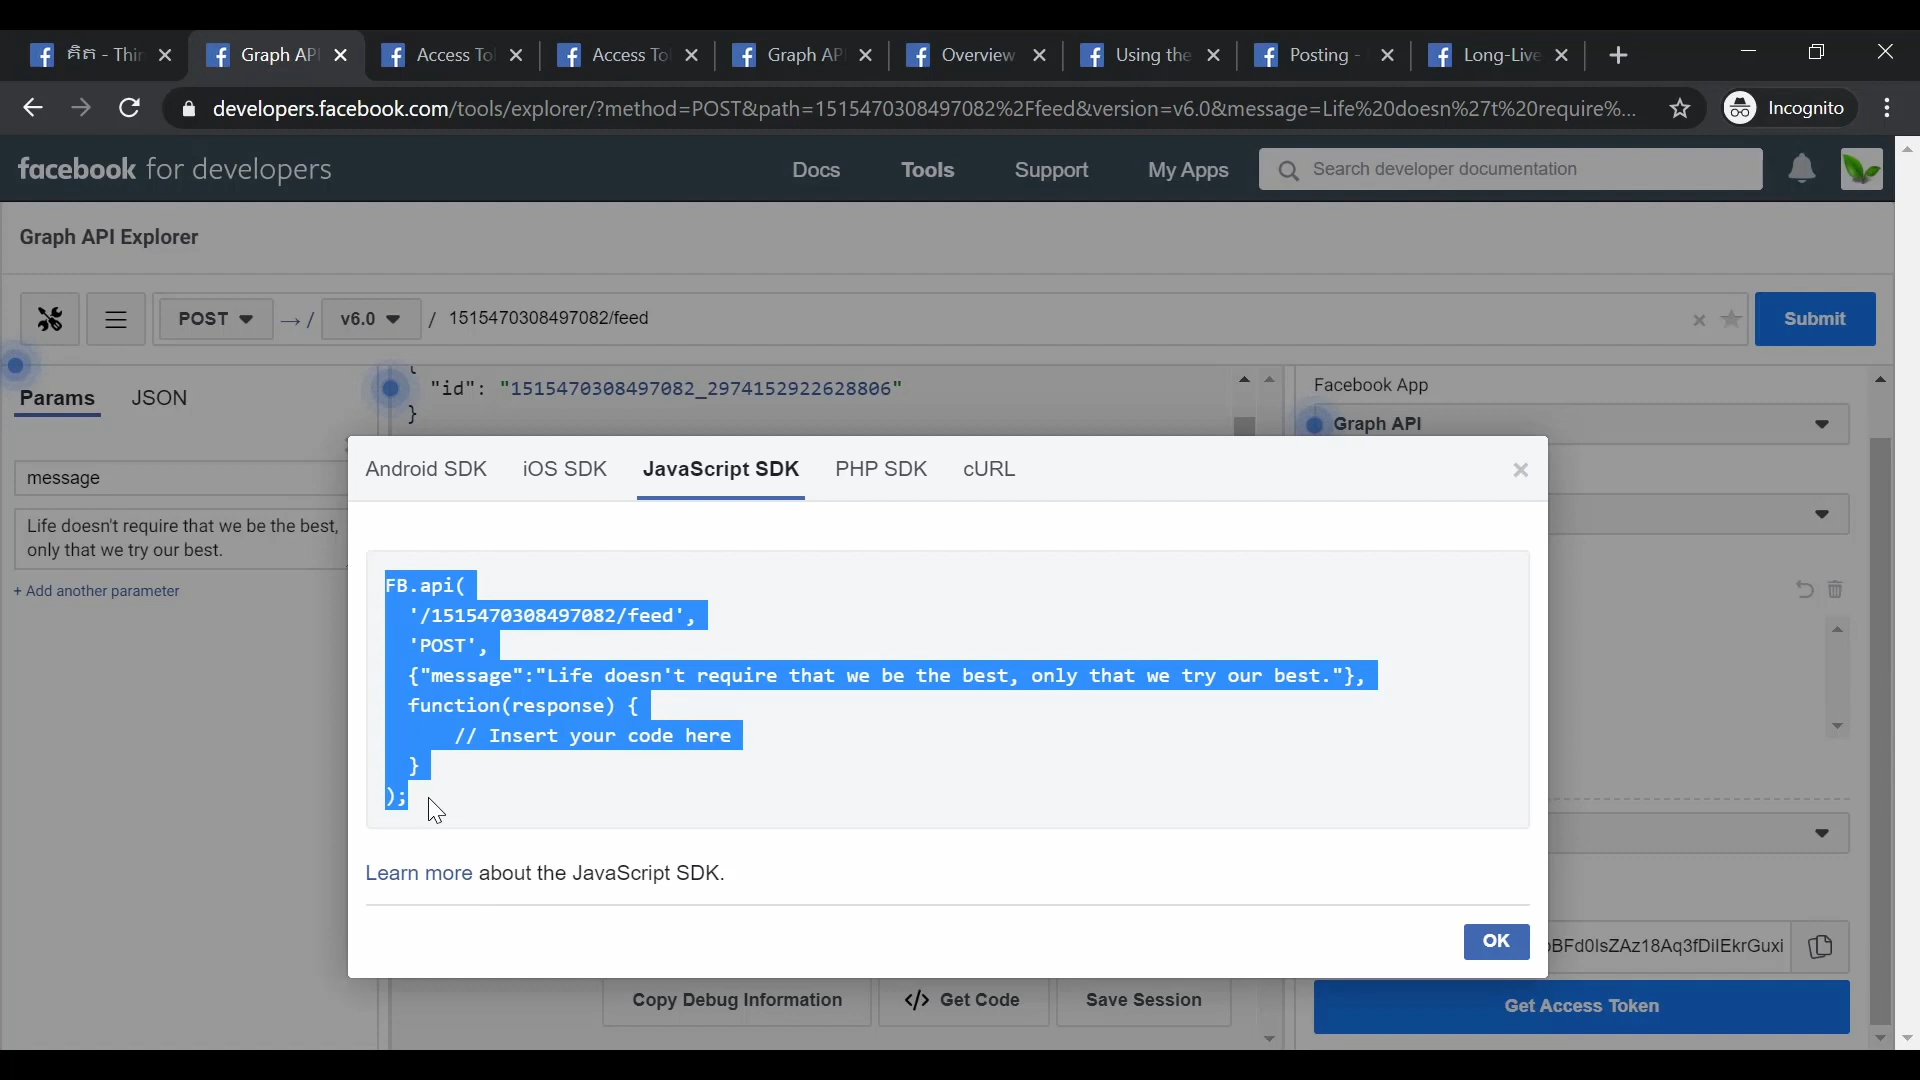 គិត - Thin
Graph API
Access To
Access To
Graph AP
Overview
Using the
Posting -
Long-Live
developers.facebook.com/tools/explorer/?method=POST&path=1515470308497082%2Ffeed&version=v6.0&message=Life%20doesn%27t%20require%...
Incognito
facebook for developers
Docs
Tools
Support
My Apps
Search developer documentation
Graph API Explorer
POST
→ /
v6.0
/ 1515470308497082/feed
Submit
Params
JSON
{
"id": "1515470308497082_2974152922628806"
}
Facebook App
Graph API
message
Life doesn't require that we be the best,
only that we try our best.
+ Add another parameter
Android SDK
iOS SDK
JavaScript SDK
PHP SDK
cURL
FB.api(
'/1515470308497082/feed',
'POST',
{"message":"Life doesn't require that we be the best, only that we try our best."},
function(response) {
// Insert your code here
}
);
Learn more about the JavaScript SDK.
OK
Copy Debug Information
</> Get Code
Save Session
Get Access Token